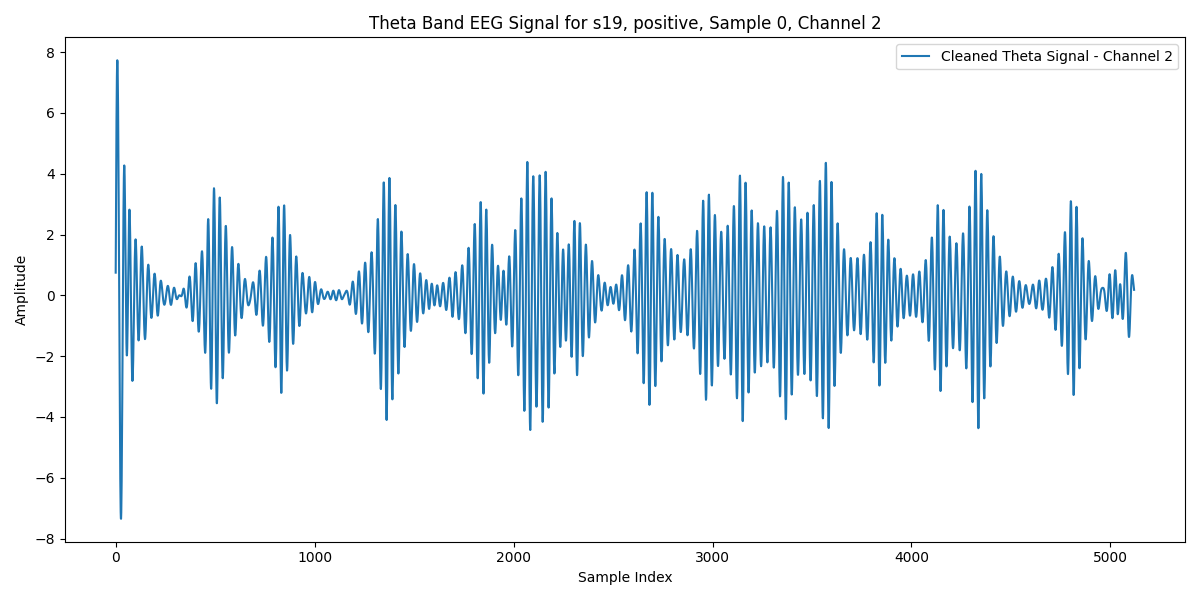 Theta Band EEG Signal for s19, positive, Sample 0, Channel 2
Cleaned Theta Signal - Channel 2
Amplitude
8
6
4
2
0
−2
−4
−6
−8
0 1000 2000 3000 4000 5000
Sample Index